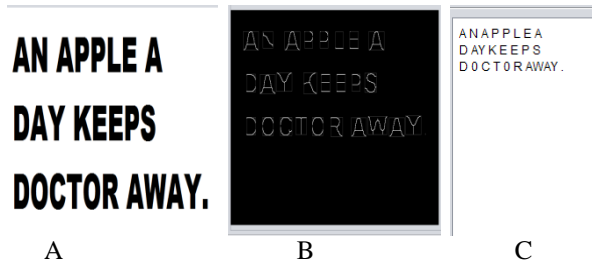 AN APPLE A
DAY KEEPS
DOCTOR AWAY.
AN APPLE A
DAY KEEPS
DOCTOR AWAY.
ANAPPLEA
DAYKEEPS
D0CT0RAWAY.
A
B
C